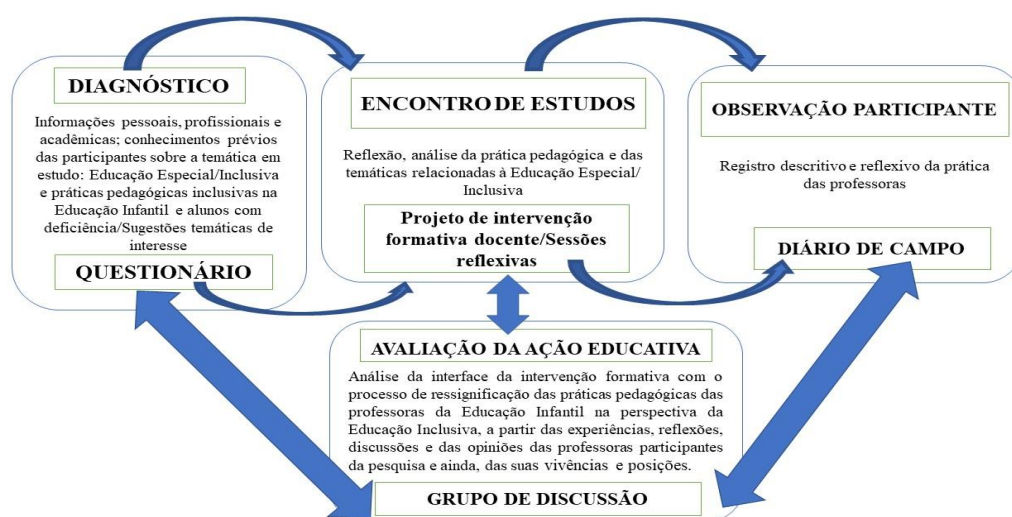 DIAGNÓSTICO
Informações pessoais, profissionais e
acadêmicas; conhecimentos prévios
das participantes sobre a temática em
estudo: Educação Especial/Inclusiva
e práticas pedagógicas inclusivas na
Educação Infantil e alunos com
deficiência/Sugestões temáticas de
interesse
QUESTIONÁRIO
ENCONTRO DE ESTUDOS
Reflexão, análise da prática pedagógica e das
temáticas relacionadas à Educação Especial/
Inclusiva
Projeto de intervenção
formativa docente/Sessões
reflexivas
OBSERVAÇÃO PARTICIPANTE
Registro descritivo e reflexivo da prática
das professoras
DIÁRIO DE CAMPO
AVALIAÇÃO DA AÇÃO EDUCATIVA
Análise da interface da intervenção formativa com o
processo de ressignificação das práticas pedagógicas das
professoras da Educação Infantil na perspectiva da
Educação Inclusiva, a partir das experiências, reflexões,
discussões e das opiniões das professoras participantes
da pesquisa e ainda, das suas vivências e posições.
GRUPO DE DISCUSSÃO